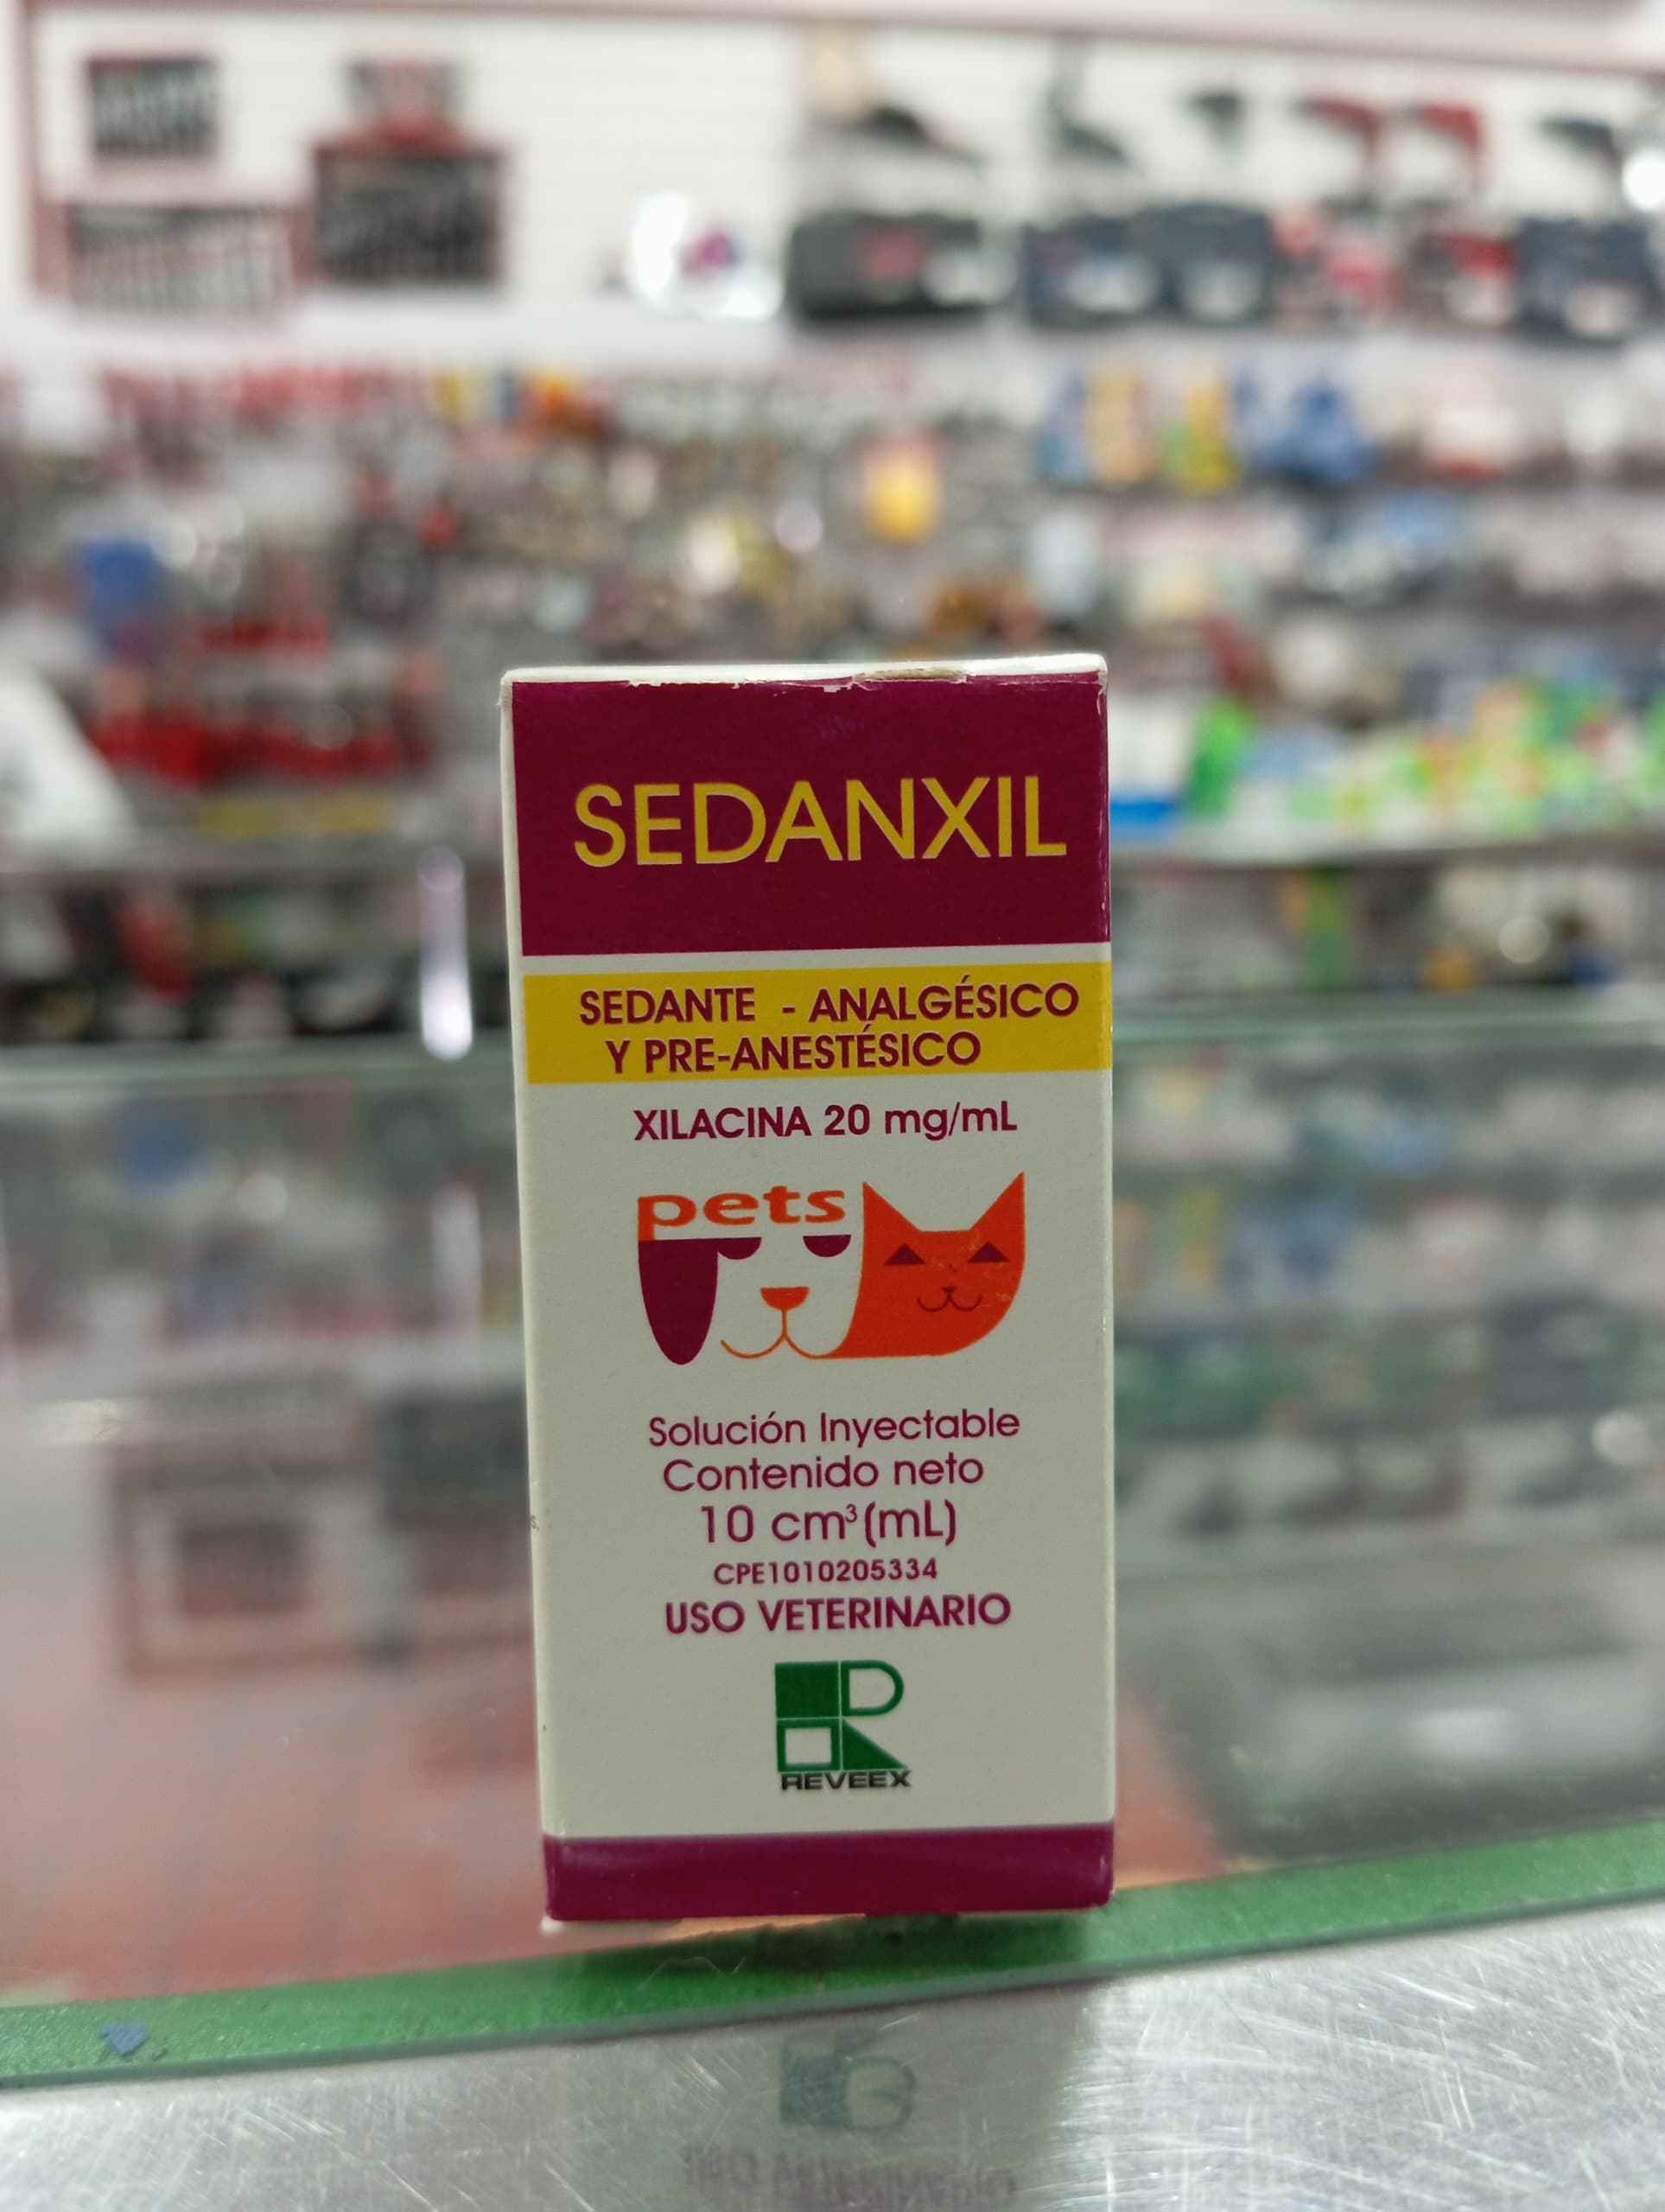 SEDANXIL
SEDANTE - ANALGÉSICO
Y PRE-ANESTÉSICO
XILACINA 20 mg/mL
pets
Solución Inyectable
Contenido neto
10 cm³(mL)
CPE1010205334
USO VETERINARIO
REVEEX